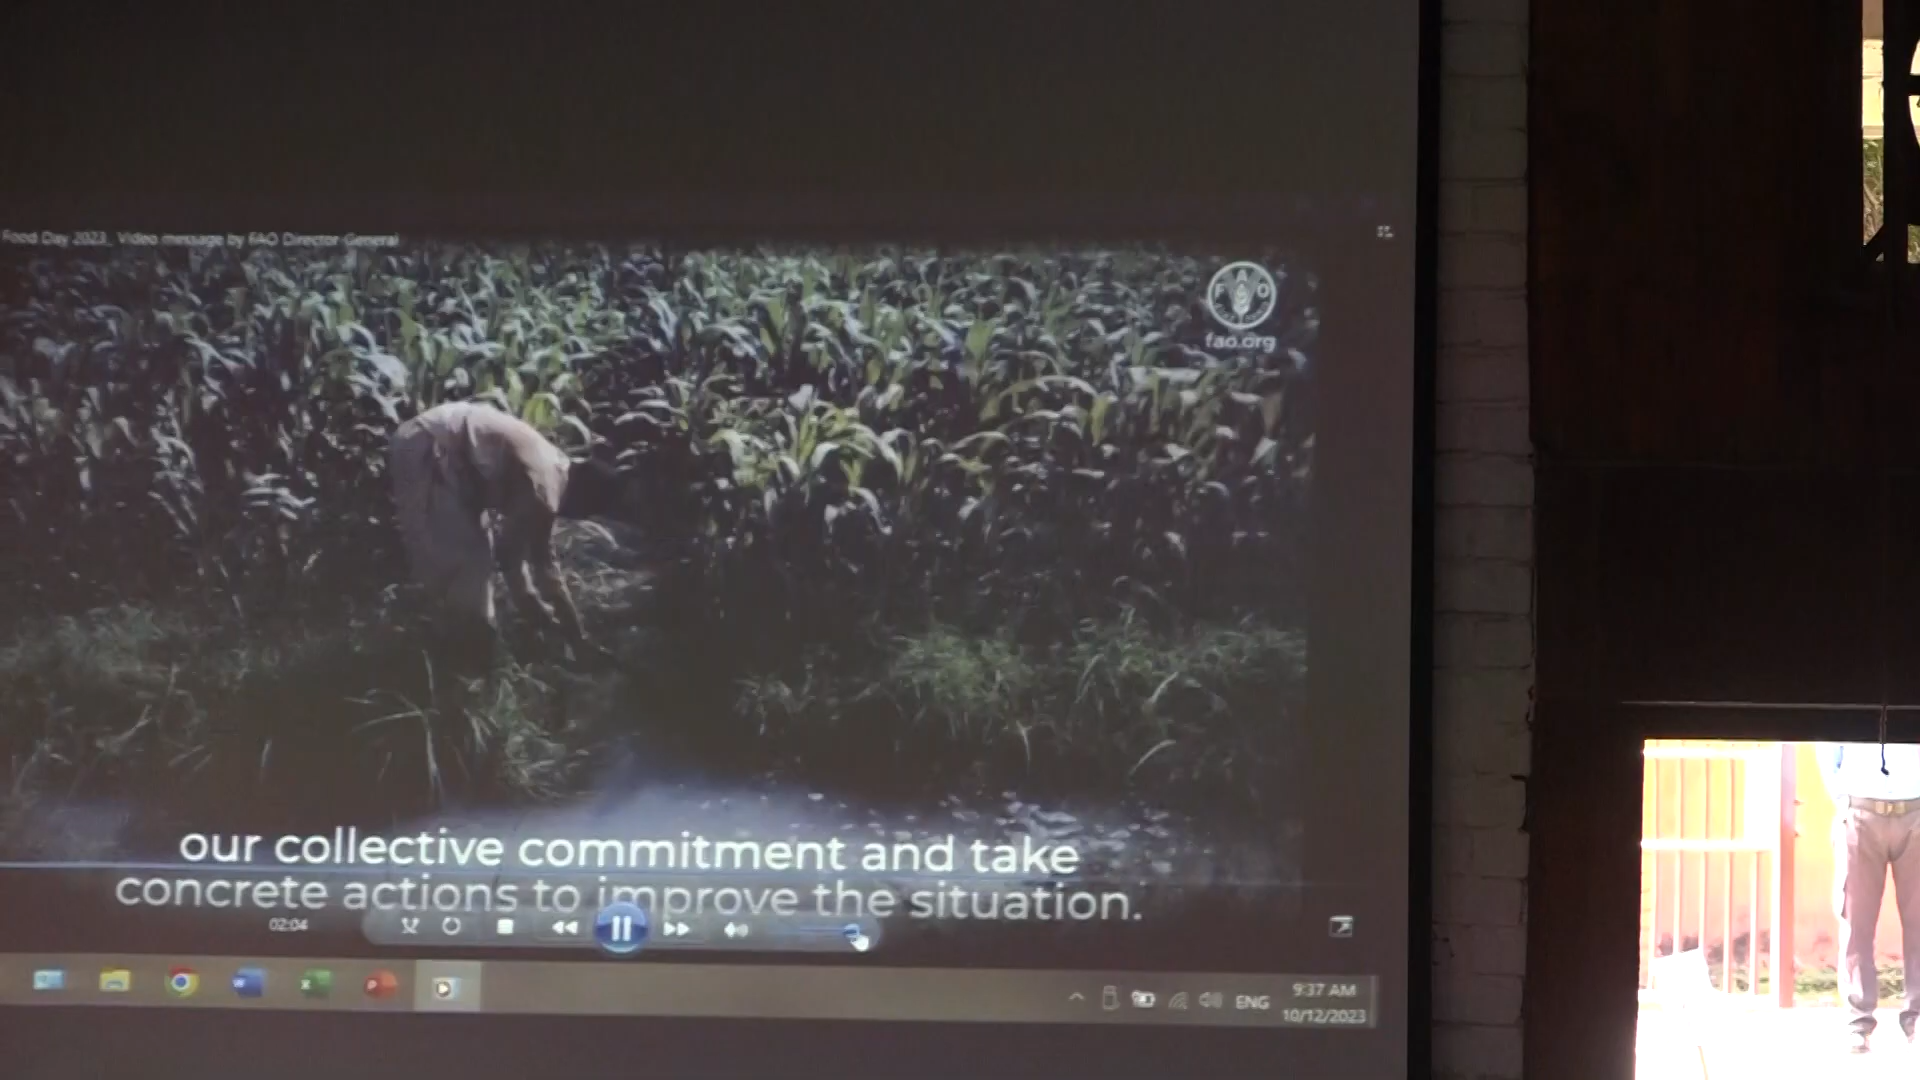 Food Day 2023_ Video message by FAO Director-General
FAO
fao.org
our collective commitment and take
concrete actions to improve the situation.
02:04
ENG
9:37 AM
10/12/2023